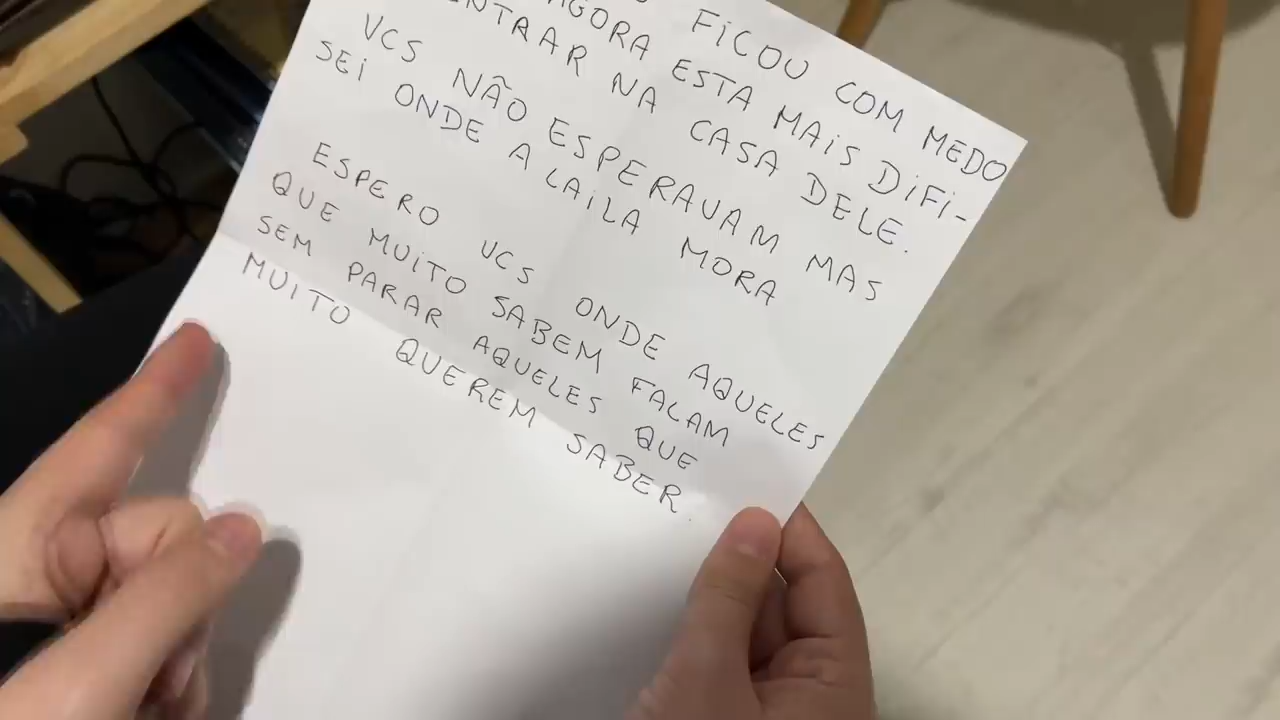 FICOU COM MEDO
AGORA ESTA MAIS DIFI-
ENTRAR NA CASA DELE.
VCS NÃO ESPERAVAM MAS
SEI ONDE A LAILA MORA
ESPERO VCS ONDE AQUELES
QUE MUITO SABEM FALAM
SEM PARAR AQUELES QUE
MUITO QUEREM SABER.